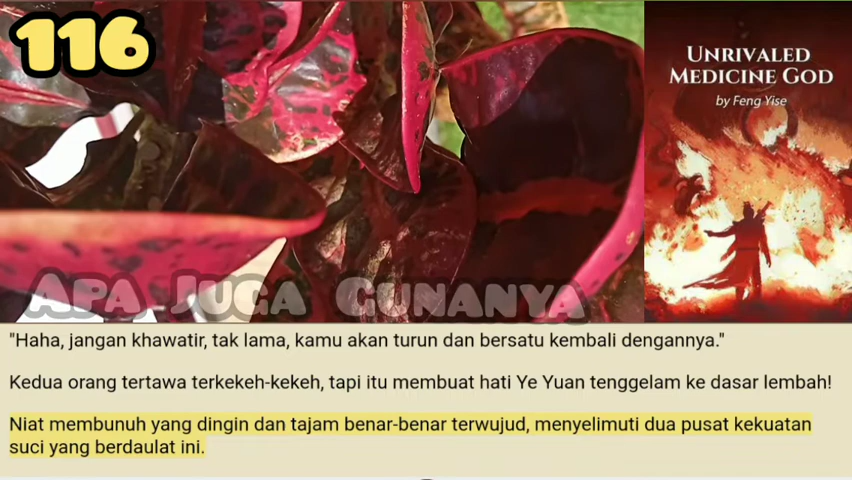 116
UNRIVALED
MEDICINE GOD
by Feng Yise
APA JUGA GUNANYA
"Haha, jangan khawatir, tak lama, kamu akan turun dan bersatu kembali dengannya."
Kedua orang tertawa terkekeh-kekeh, tapi itu membuat hati Ye Yuan tenggelam ke dasar lembah!
Niat membunuh yang dingin dan tajam benar-benar terwujud, menyelimuti dua pusat kekuatan
suci yang berdaulat ini.